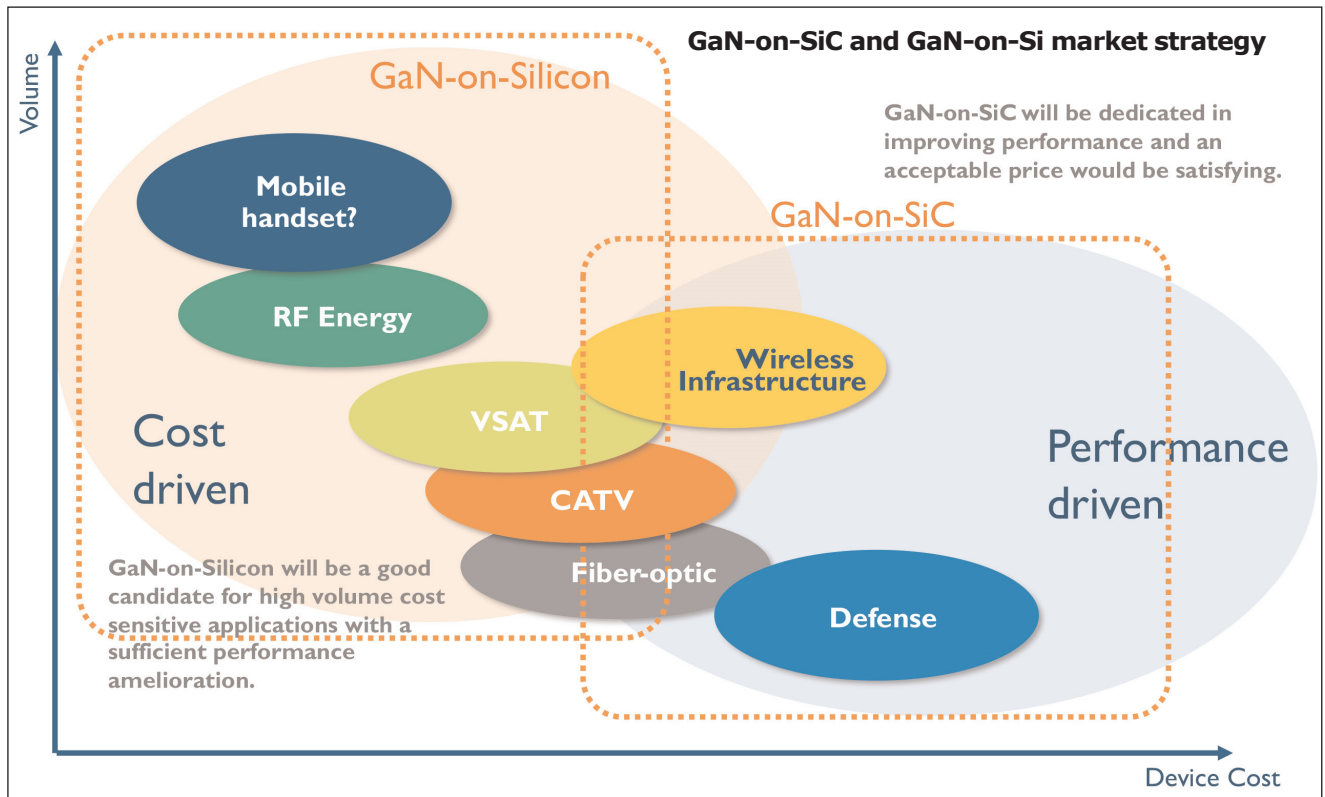 GaN-on-SiC and GaN-on-Si market strategy
Volume
GaN-on-Silicon
GaN-on-SiC will be dedicated in
improving performance and an
acceptable price would be satisfying.
Mobile
handset?
GaN-on-SiC
RF Energy
Wireless
Infrastructure
VSAT
Cost
driven
Performance
driven
CATV
GaN-on-Silicon will be a good
candidate for high volume cost
sensitive applications with a
sufficient performance
amelioration.
Fiber-optic
Defense
Device Cost